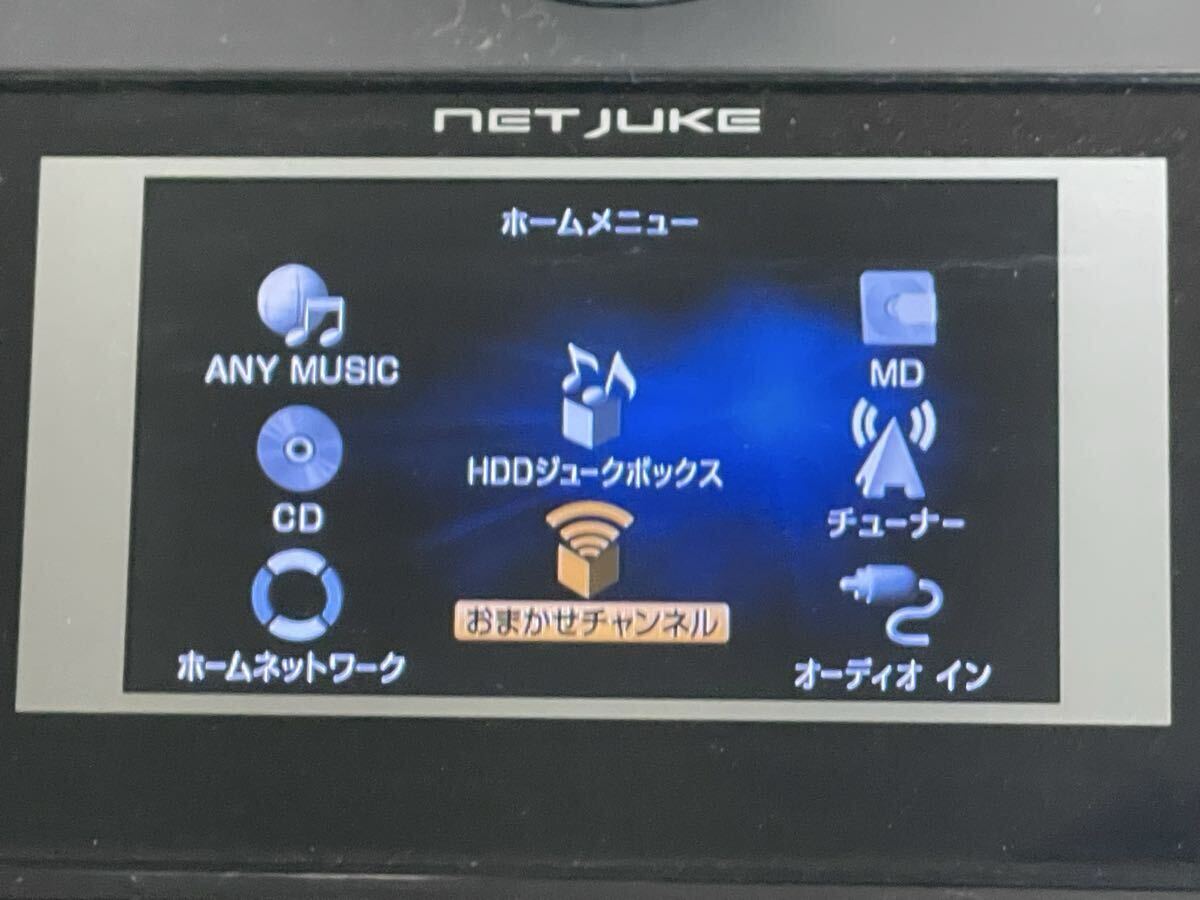 NETJUKE
ホームメニュー
ANY MUSIC
CD
ホームネットワーク
HDDジュークボックス
おまかせチャンネル
MD
チューナー
オーディオ イン